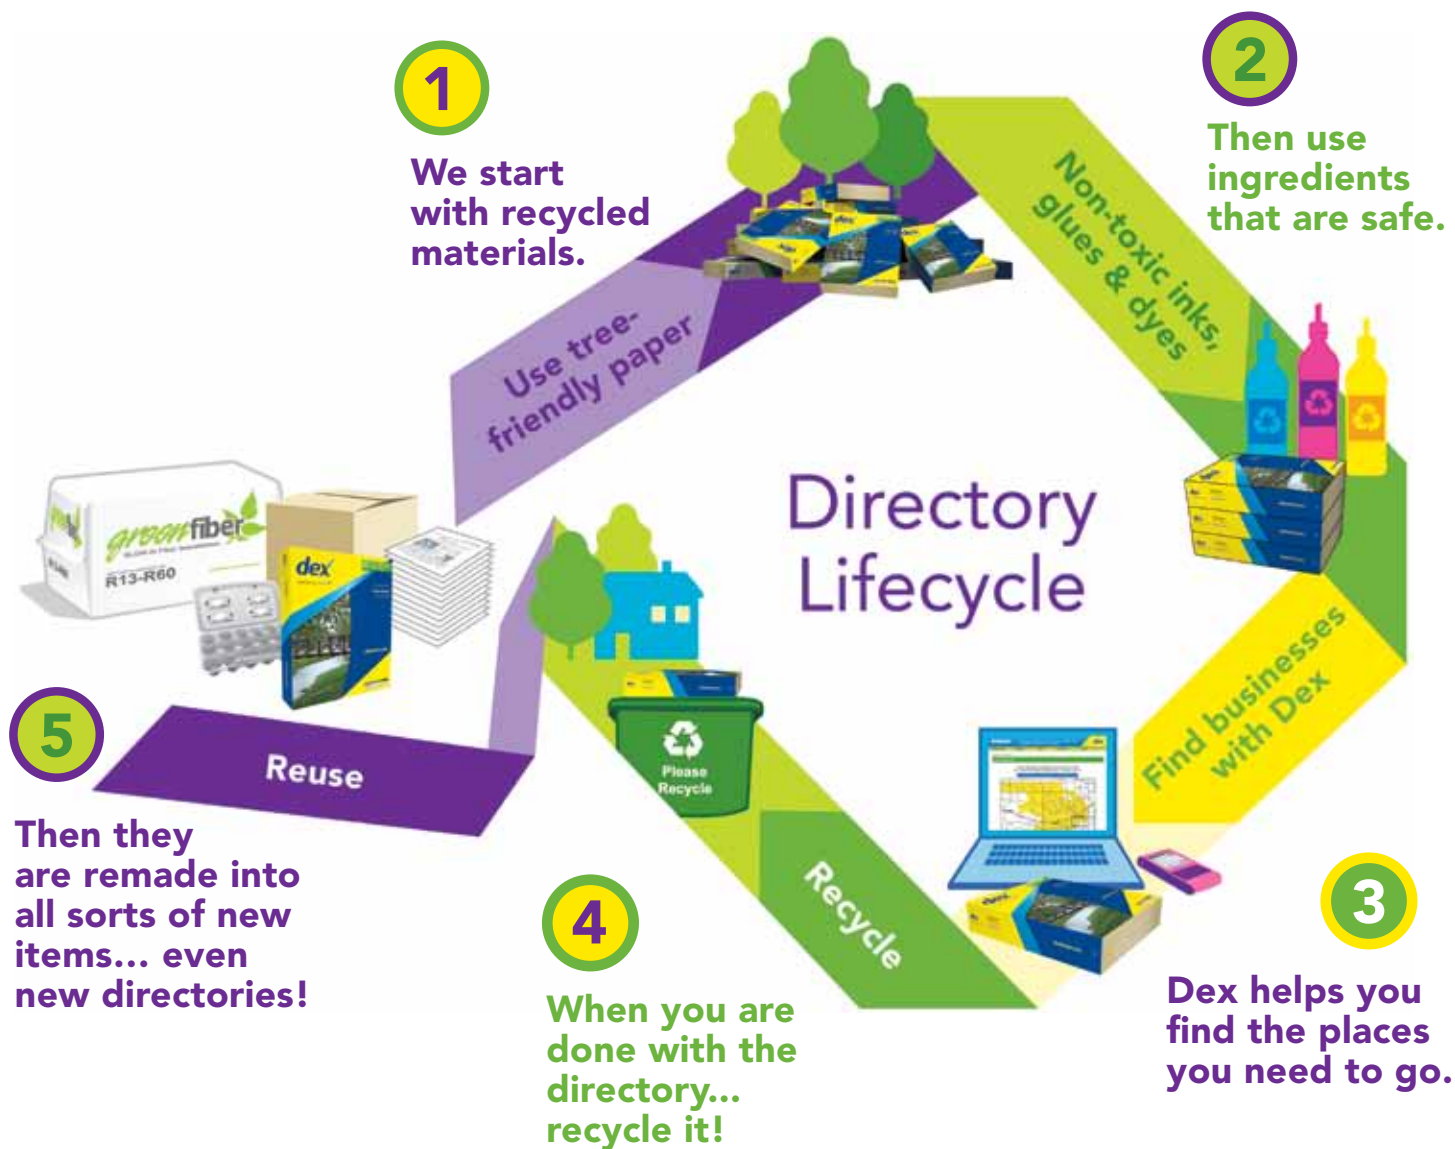 1
We start
with recycled
materials.
2
Then use
ingredients
that are safe.
Use tree-
friendly paper
Non-toxic inks,
glues & dyes
Directory
Lifecycle
greenfiber
R13-R60
dex
Find businesses
with Dex
3
Dex helps you
find the places
you need to go.
dex
Recycle
Please
Recycle
4
When you are
done with the
directory...
recycle it!
Reuse
5
Then they
are remade into
all sorts of new
items... even
new directories!